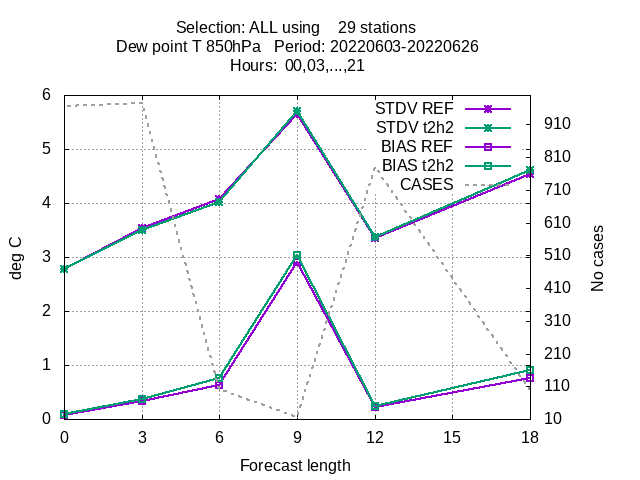 Selection: ALL using    29 stations
Dew point T 850hPa   Period: 20220603-20220626
Hours:  00,03,...,21
STDV REF
STDV t2h2
BIAS REF
BIAS t2h2
CASES
6
5
4
3
2
1
0
deg C
910
810
710
610
510
410
310
210
110
10
No cases
0 3 6 9 12 15 18
Forecast length